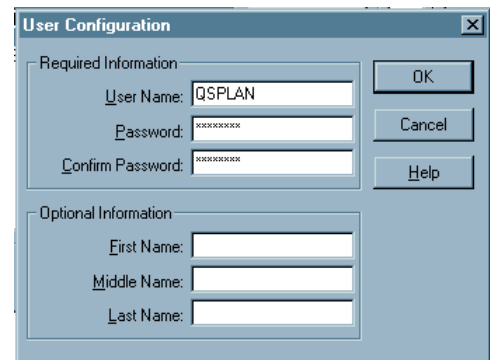 User Configuration
Required Information
User Name: QSPLAN
Password: ********
Confirm Password: ********
OK
Cancel
Help
Optional Information
First Name:
Middle Name:
Last Name: